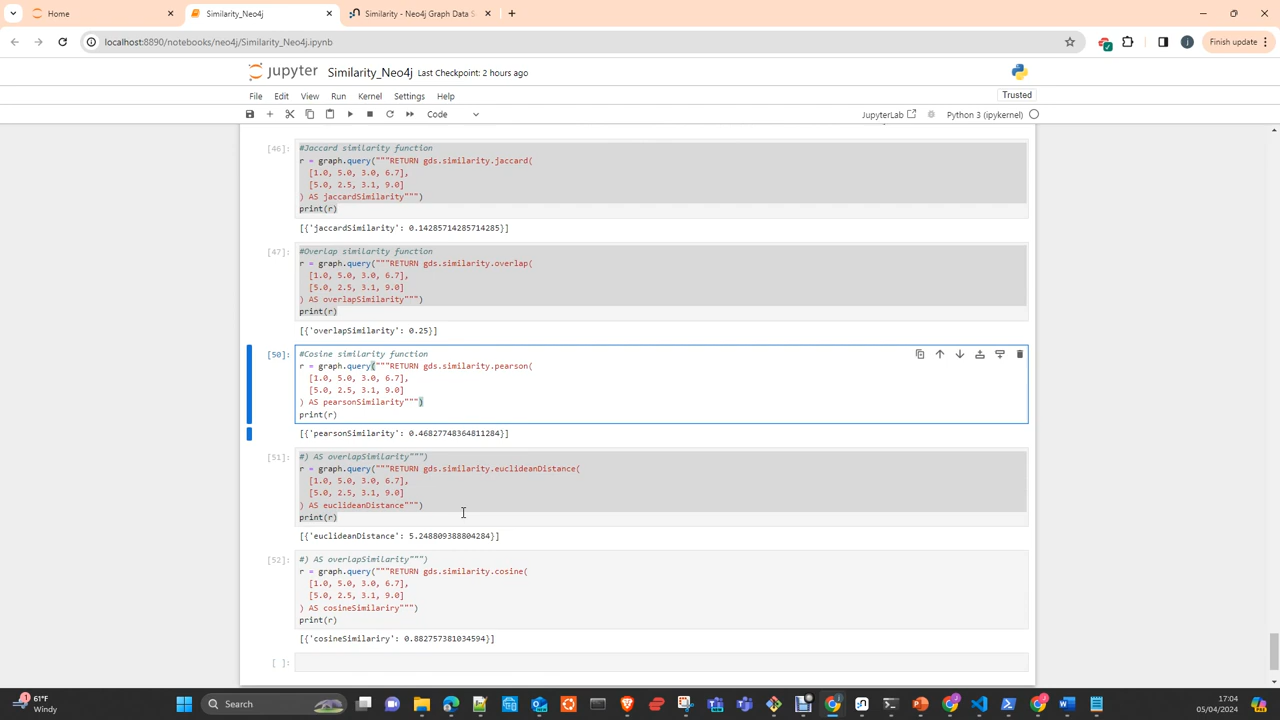 Home
Similarity_Neo4j
Similarity - Neo4j Graph Data S
localhost:8890/notebooks/neo4j/Similarity_Neo4j.ipynb
Finish update
jupyter Similarity_Neo4j Last Checkpoint: 2 hours ago
File Edit View Run Kernel Settings Help
Trusted
Code
JupyterLab
Python 3 (ipykernel)
[46]: #Jaccard similarity function
r = graph.query("""RETURN gds.similarity.jaccard(
[1.0, 5.0, 3.0, 6.7],
[5.0, 2.5, 3.1, 9.0]
) AS jaccardSimilarity""")
print(r)
[{'jaccardSimilarity': 0.14285714285714285}]
[47]: #Overlap similarity function
r = graph.query("""RETURN gds.similarity.overlap(
[1.0, 5.0, 3.0, 6.7],
[5.0, 2.5, 3.1, 9.0]
) AS overlapSimilarity""")
print(r)
[{'overlapSimilarity': 0.25}]
[50]: #Cosine similarity function
r = graph.query("""RETURN gds.similarity.pearson(
[1.0, 5.0, 3.0, 6.7],
[5.0, 2.5, 3.1, 9.0]
) AS pearsonSimilarity""")
print(r)
[{'pearsonSimilarity': 0.46827748364811284}]
[51]: #) AS overlapSimilarity""")
r = graph.query("""RETURN gds.similarity.euclideanDistance(
[1.0, 5.0, 3.0, 6.7],
[5.0, 2.5, 3.1, 9.0]
) AS euclideanDistance""")
print(r)
[{'euclideanDistance': 5.248809388804284}]
[52]: #) AS overlapSimilarity""")
r = graph.query("""RETURN gds.similarity.cosine(
[1.0, 5.0, 3.0, 6.7],
[5.0, 2.5, 3.1, 9.0]
) AS cosineSimilariry""")
print(r)
[{'cosineSimilariry': 0.882757381034594}]
[ ]:
61°F
Mostly cloudy
Search
17:04
05/04/2024